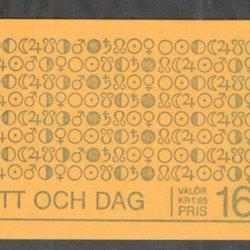 TT OCH DAG
VALÖR
KR 1:65
PRIS 16